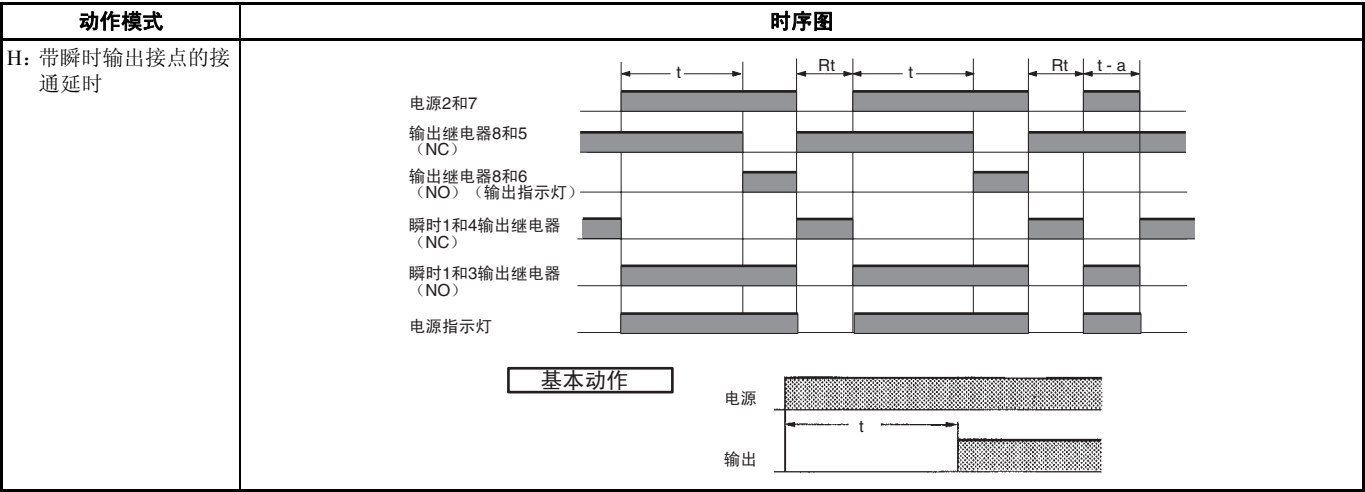 动作模式
时序图
H: 带瞬时输出接点的接
通延时
t
Rt
t
Rt
t - a
电源2和7
输出继电器8和5
（NC）
输出继电器8和6
（NO）（输出指示灯）
瞬时1和4输出继电器
（NC）
瞬时1和3输出继电器
（NO）
电源指示灯
基本动作
电源
t
输出